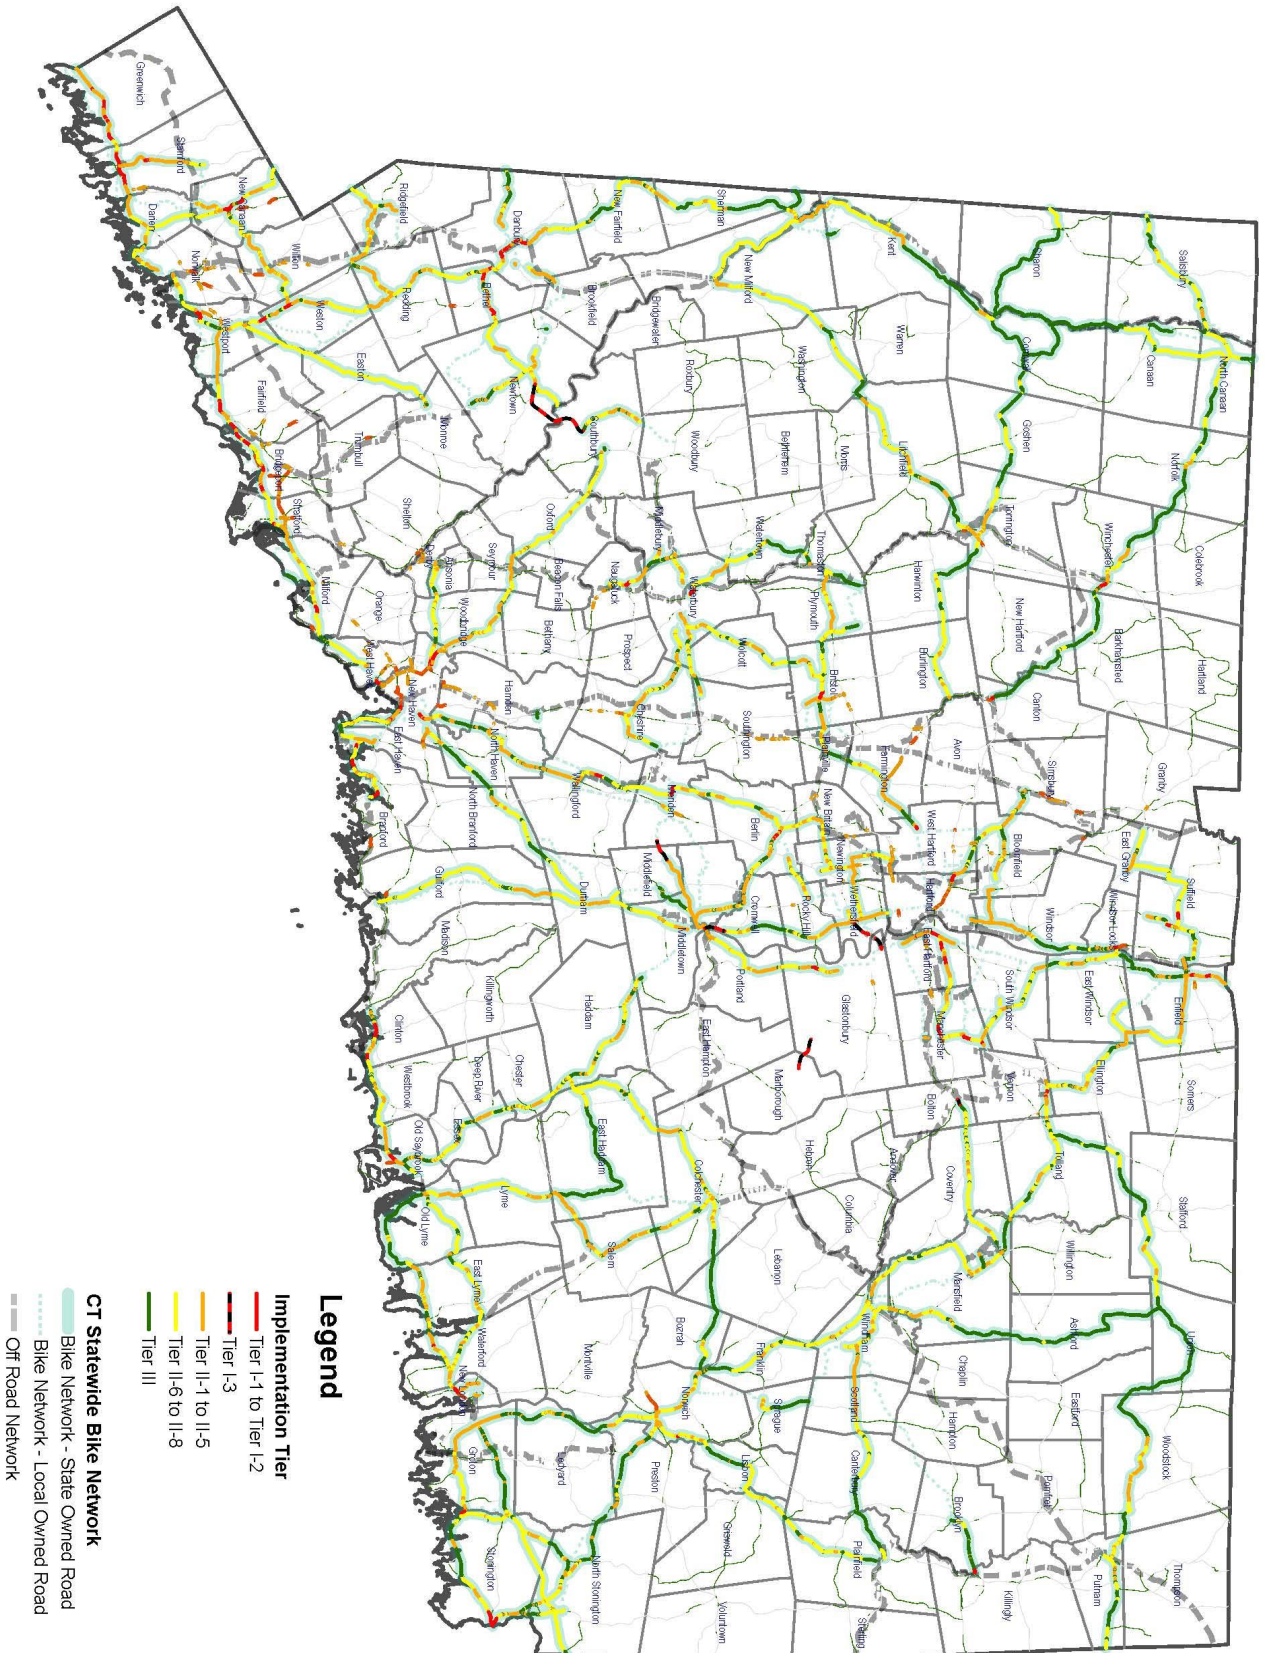 Greenwich
Stamford
New Canaan
Darien
Norwalk
Wilton
Ridgefield
Weston
Westport
Redding
Danbury
Bethel
New Fairfield
Sherman
Brookfield
Bridgewater
New Milford
Kent
Sharon
Salisbury
North Canaan
Canaan
Cornwall
Warren
Washington
Roxbury
Newtown
Southbury
Easton
Fairfield
Monroe
Trumbull
Bridgeport
Stratford
Shelton
Milford
Orange
Derby
Ansonia
Seymour
Oxford
Woodbury
Bethlehem
Morris
Litchfield
Goshen
Norfolk
Torrington
Winchester
Colebrook
Watertown
Thomaston
Middlebury
Naugatuck
Waterbury
Beacon Falls
Bethany
Woodbridge
West Haven
New Haven
Hamden
Prospect
Wolcott
Plymouth
Harwinton
New Hartford
Barkhamsted
Hartland
Burlington
Bristol
Canton
Cheshire
Southington
Plainville
Farmington
Avon
Simsbury
Granby
East Haven
North Haven
Branford
North Branford
Wallingford
Meriden
Berlin
New Britain
Newington
West Hartford
Bloomfield
East Granby
Suffield
Windsor Locks
Windsor
Hartford
Wethersfield
Rocky Hill
Cromwell
Middlefield
Durham
Guilford
Madison
Middletown
Portland
Glastonbury
East Hartford
South Windsor
East Windsor
Enfield
Manchester
Vernon
Ellington
Somers
Bolton
Killingworth
Haddam
East Hampton
Marlborough
Clinton
Westbrook
Deep River
Chester
Essex
Old Saybrook
East Haddam
Hebron
Andover
Coventry
Tolland
Stafford
Columbia
Colchester
Lyme
Old Lyme
East Lyme
Salem
Lebanon
Willington
Mansfield
Windham
Waterford
New London
Montville
Bozrah
Franklin
Norwich
Sprague
Scotland
Chaplin
Hampton
Ashford
Eastford
Union
Woodstock
Groton
Ledyard
Preston
Lisbon
Canterbury
Brooklyn
Pomfret
Stonington
North Stonington
Griswold
Voluntown
Plainfield
Sterling
Killingly
Putnam
Thompson
Legend
Implementation Tier
Tier I-1 to Tier I-2
Tier I-3
Tier II-1 to II-5
Tier II-6 to II-8
Tier III
CT Statewide Bike Network
Bike Network - State Owned Road
Bike Network - Local Owned Road
Off Road Network